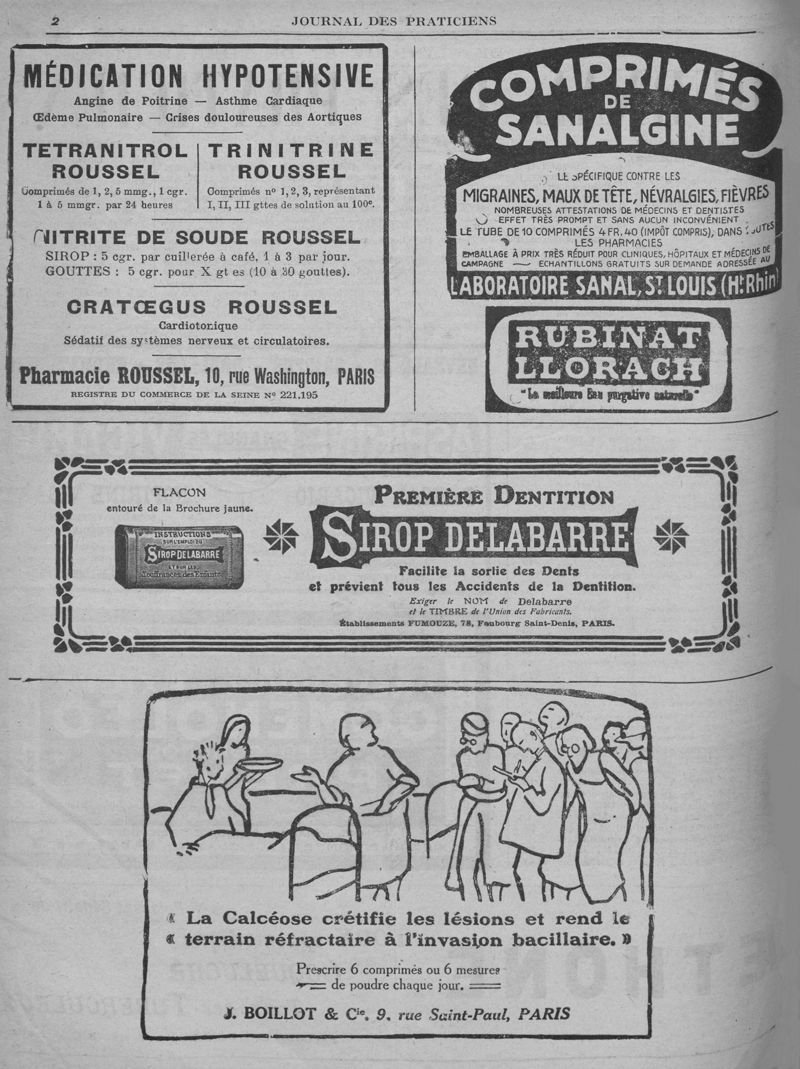 2
JOURNAL DES PRATICIENS
MÉDICATION HYPOTENSIVE
Angine de Poitrine — Asthme Cardiaque
Œdème Pulmonaire — Crises douloureuses des Aortiques
TETRANITROL
ROUSSEL
Comprimés de 1, 2, 5 mmg., 1 cgr.
1 à 5 mmgr. par 24 heures
TRINITRINE
ROUSSEL
Comprimés nº 1, 2, 3, représentant
I, II, III gttes de solution au 100e.
NITRITE DE SOUDE ROUSSEL
SIROP : 5 cgr. par cuillerée à café, 1 à 3 par jour.
GOUTTES : 5 cgr. pour X gttes (10 à 30 gouttes).
CRATŒGUS ROUSSEL
Cardiotonique
Sédatif des systèmes nerveux et circulatoires.
Pharmacie ROUSSEL, 10, rue Washington, PARIS
REGISTRE DU COMMERCE DE LA SEINE Nº 221.195
COMPRIMÉS
DE
SANALGINE
LE SPÉCIFIQUE CONTRE LES
MIGRAINES, MAUX DE TÊTE, NÉVRALGIES, FIÈVRES
NOMBREUSES ATTESTATIONS DE MÉDECINS ET DENTISTES
EFFET TRÈS PROMPT ET SANS AUCUN INCONVÉNIENT
LE TUBE DE 10 COMPRIMÉS 4 FR. 40 (IMPÔT COMPRIS), DANS TOUTES
LES PHARMACIES
EMBALLAGE À PRIX TRÈS RÉDUIT POUR CLINIQUES, HÔPITAUX ET MÉDECINS DE
CAMPAGNE — ÉCHANTILLONS GRATUITS SUR DEMANDE ADRESSÉE AU
LABORATOIRE SANAL, ST LOUIS (Ht Rhin)
RUBINAT
LLORACH
"La meilleure Eau purgative naturelle"
FLACON
entouré de la Brochure jaune.
INSTRUCTIONS
SUR L'EMPLOI DU
SIROP DELABARRE
ET SUR LES
Souffrances des Enfants
PREMIÈRE DENTITION
SIROP DELABARRE
Facilite la sortie des Dents
et prévient tous les Accidents de la Dentition.
Exiger le NOM de Delabarre
et le TIMBRE de l'Union des Fabricants.
Établissements FUMOUZE, 78, Faubourg Saint-Denis, PARIS.
« La Calcéose crétifie les lésions et rend le
« terrain réfractaire à l'invasion bacillaire. »
Prescrire 6 comprimés ou 6 mesures
de poudre chaque jour.
J. BOILLOT & Cie, 9, rue Saint-Paul, PARIS